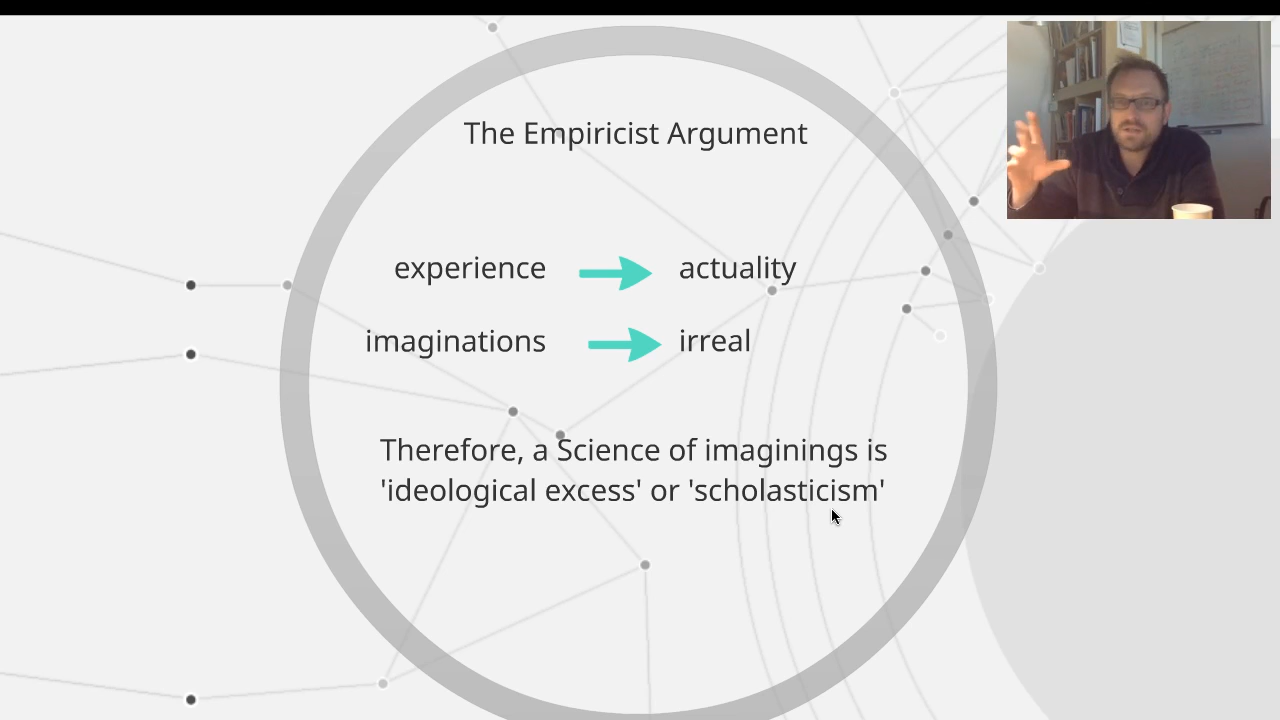 The Empiricist Argument
experience actuality
imaginations irreal
Therefore, a Science of imaginings is
'ideological excess' or 'scholasticism'